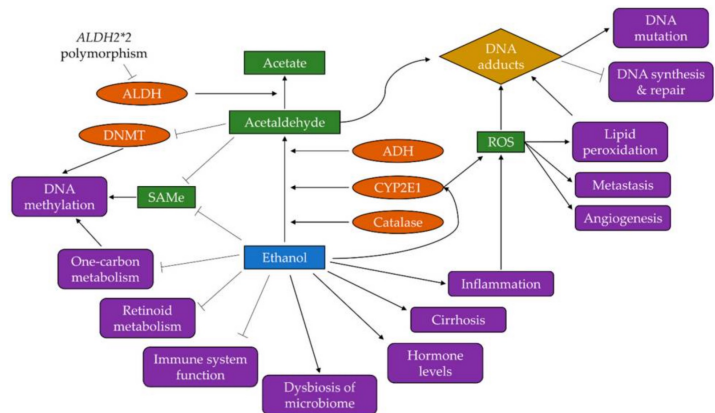 ALDH2*2
polymorphism
ALDH
DNMT
DNA
methylation
SAMe
One-carbon
metabolism
Retinoid
metabolism
Immune system
function
Acetate
Acetaldehyde
ADH
CYP2E1
Catalase
Ethanol
Dysbiosis of
microbiome
Hormone
levels
Cirrhosis
Inflammation
DNA
adducts
ROS
DNA
mutation
DNA synthesis
& repair
Lipid
peroxidation
Metastasis
Angiogenesis